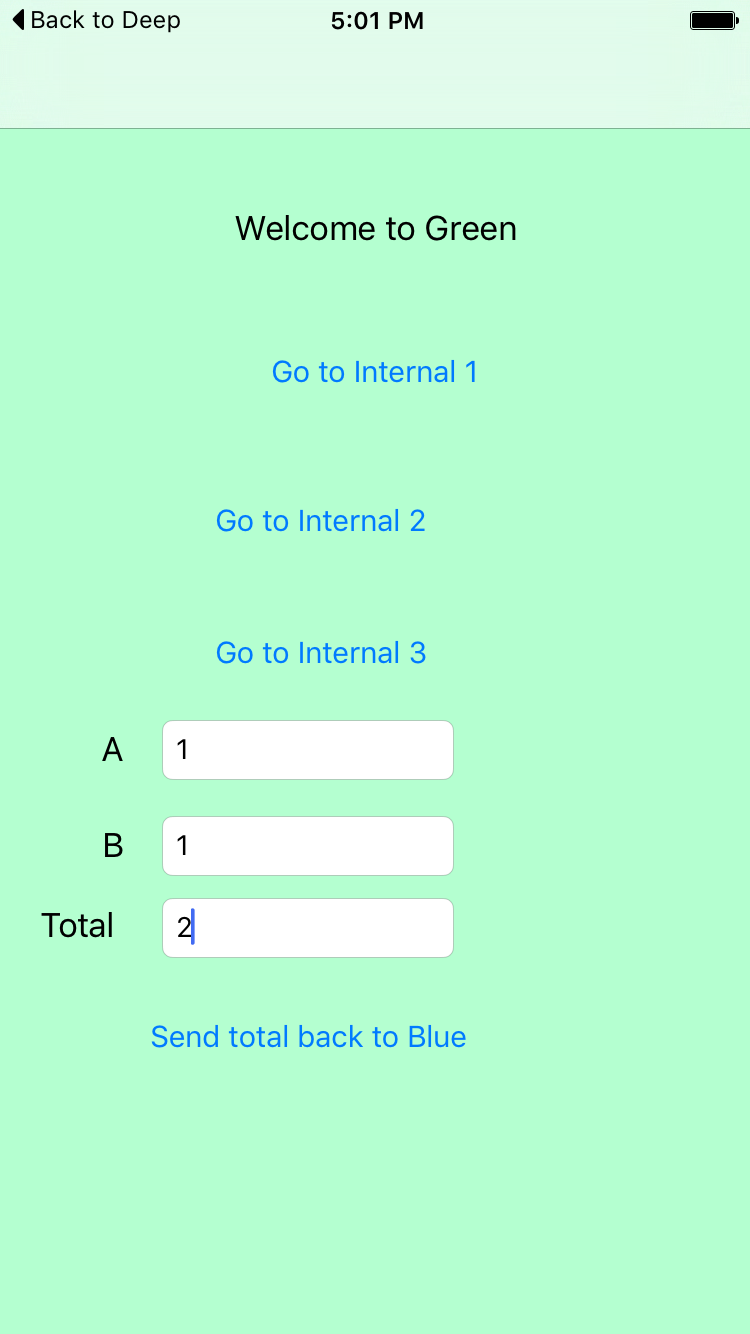 Back to Deep 5:01 PM
Welcome to Green
Go to Internal 1
Go to Internal 2
Go to Internal 3
A 1
B 1
Total 2
Send total back to Blue